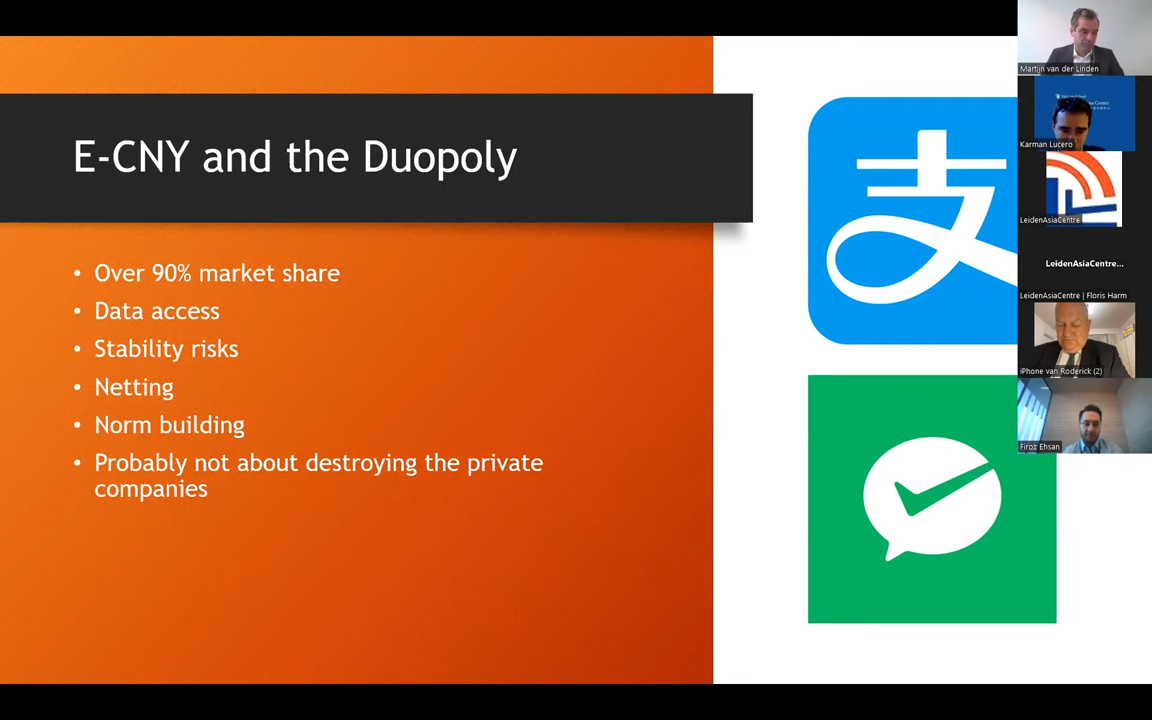 E-CNY and the Duopoly
• Over 90% market share
• Data access
• Stability risks
• Netting
• Norm building
• Probably not about destroying the private
companies
支
Martijn van der Linden
Karman Lucero
LeidenAsiaCentre
LeidenAsiaCentre...
LeidenAsiaCentre | Floris Harm
iPhone van Roderick (2)
Firoz Ehsan